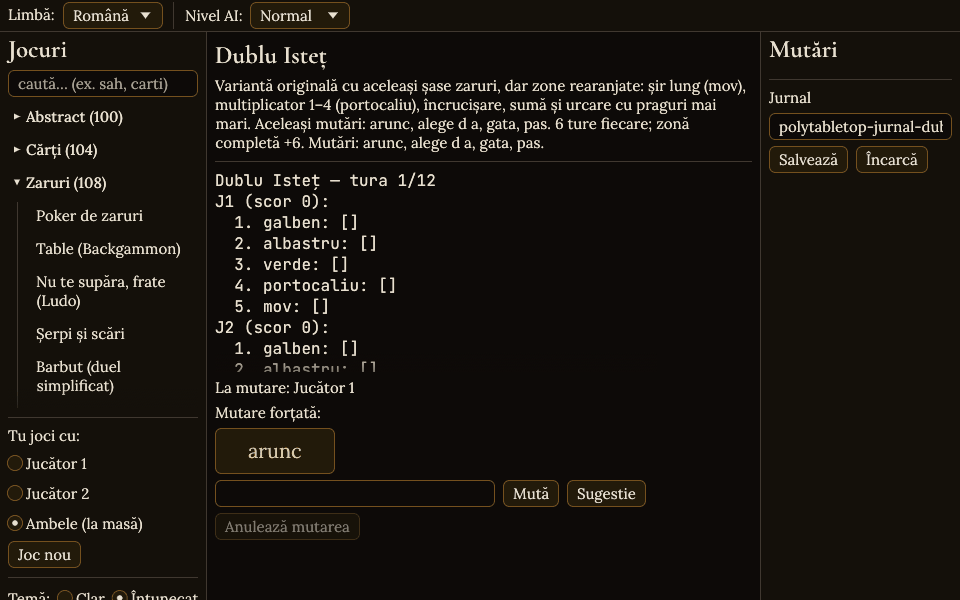 Limbă: Română ▼ Nivel AI: Normal ▼
Jocuri
caută... (ex. sah, carti)
▸ Abstract (100)
▸ Cărți (104)
▾ Zaruri (108)
Poker de zaruri
Table (Backgammon)
Nu te supăra, frate
(Ludo)
Șerpi și scări
Barbut (duel
simplificat)
Tu joci cu:
Jucător 1
Jucător 2
Ambele (la masă)
Joc nou
Temă: Clar Întunecat
Dublu Isteț
Variantă originală cu aceleași șase zaruri, dar zone rearanjate: șir lung (mov),
multiplicator 1–4 (portocaliu), încrucișare, sumă și urcare cu praguri mai
mari. Aceleași mutări: arunc, alege d a, gata, pas. 6 ture fiecare; zonă
completă +6. Mutări: arunc, alege d a, gata, pas.
Dublu Isteț — tura 1/12
J1 (scor 0):
1. galben: []
2. albastru: []
3. verde: []
4. portocaliu: []
5. mov: []
J2 (scor 0):
1. galben: []
2. albastru: []
La mutare: Jucător 1
Mutare forțată:
arunc
Mută Sugestie
Anulează mutarea
Mutări
Jurnal
polytabletop-jurnal-dub
Salvează Încarcă